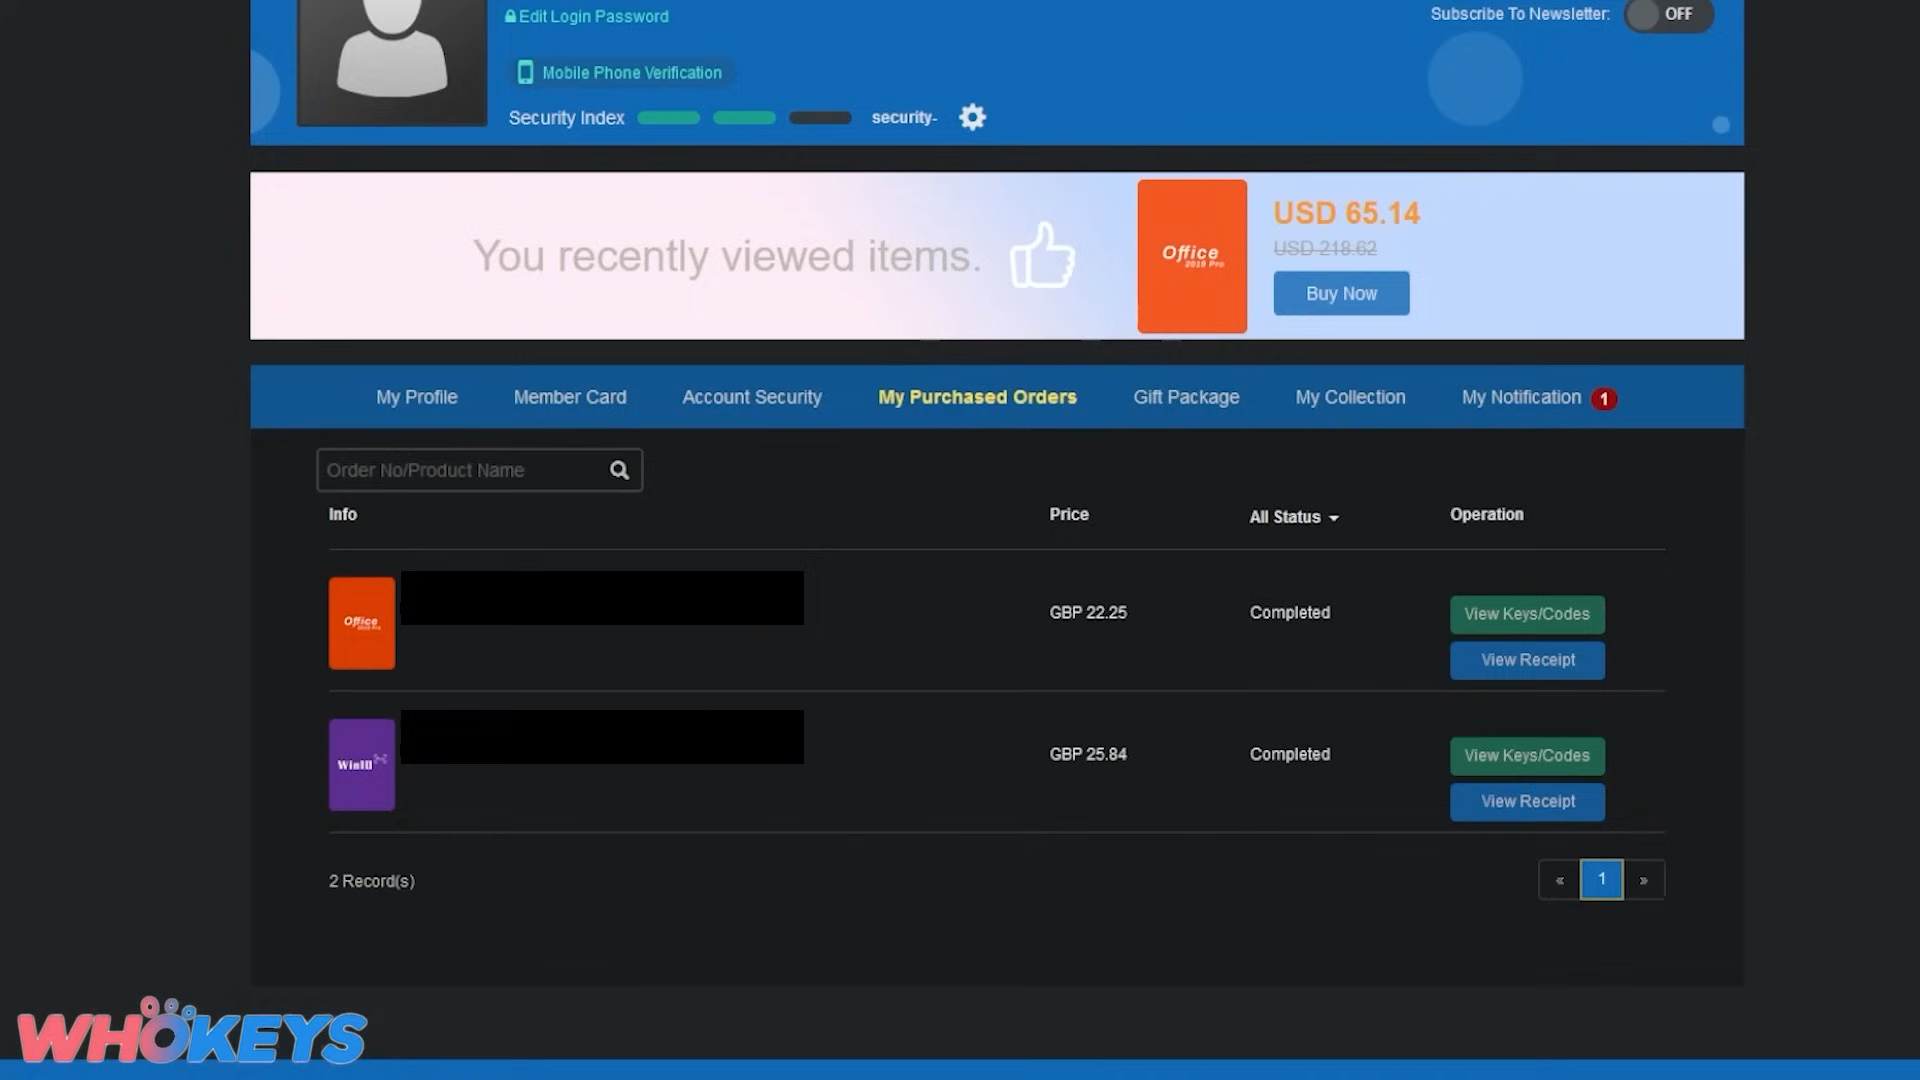 Edit Login Password
Subscribe To Newsletter:
OFF
Mobile Phone Verification
Security Index
security-
You recently viewed items.
Office
2019 Pro
USD 65.14
USD 218.62
Buy Now
My Profile
Member Card
Account Security
My Purchased Orders
Gift Package
My Collection
My Notification
1
Order No/Product Name
Info
Price
All Status
Operation
Office
GBP 22.25
Completed
View Keys/Codes
View Receipt
Win10
GBP 25.84
Completed
View Keys/Codes
View Receipt
2 Record(s)
«
1
»
WHOKEYS